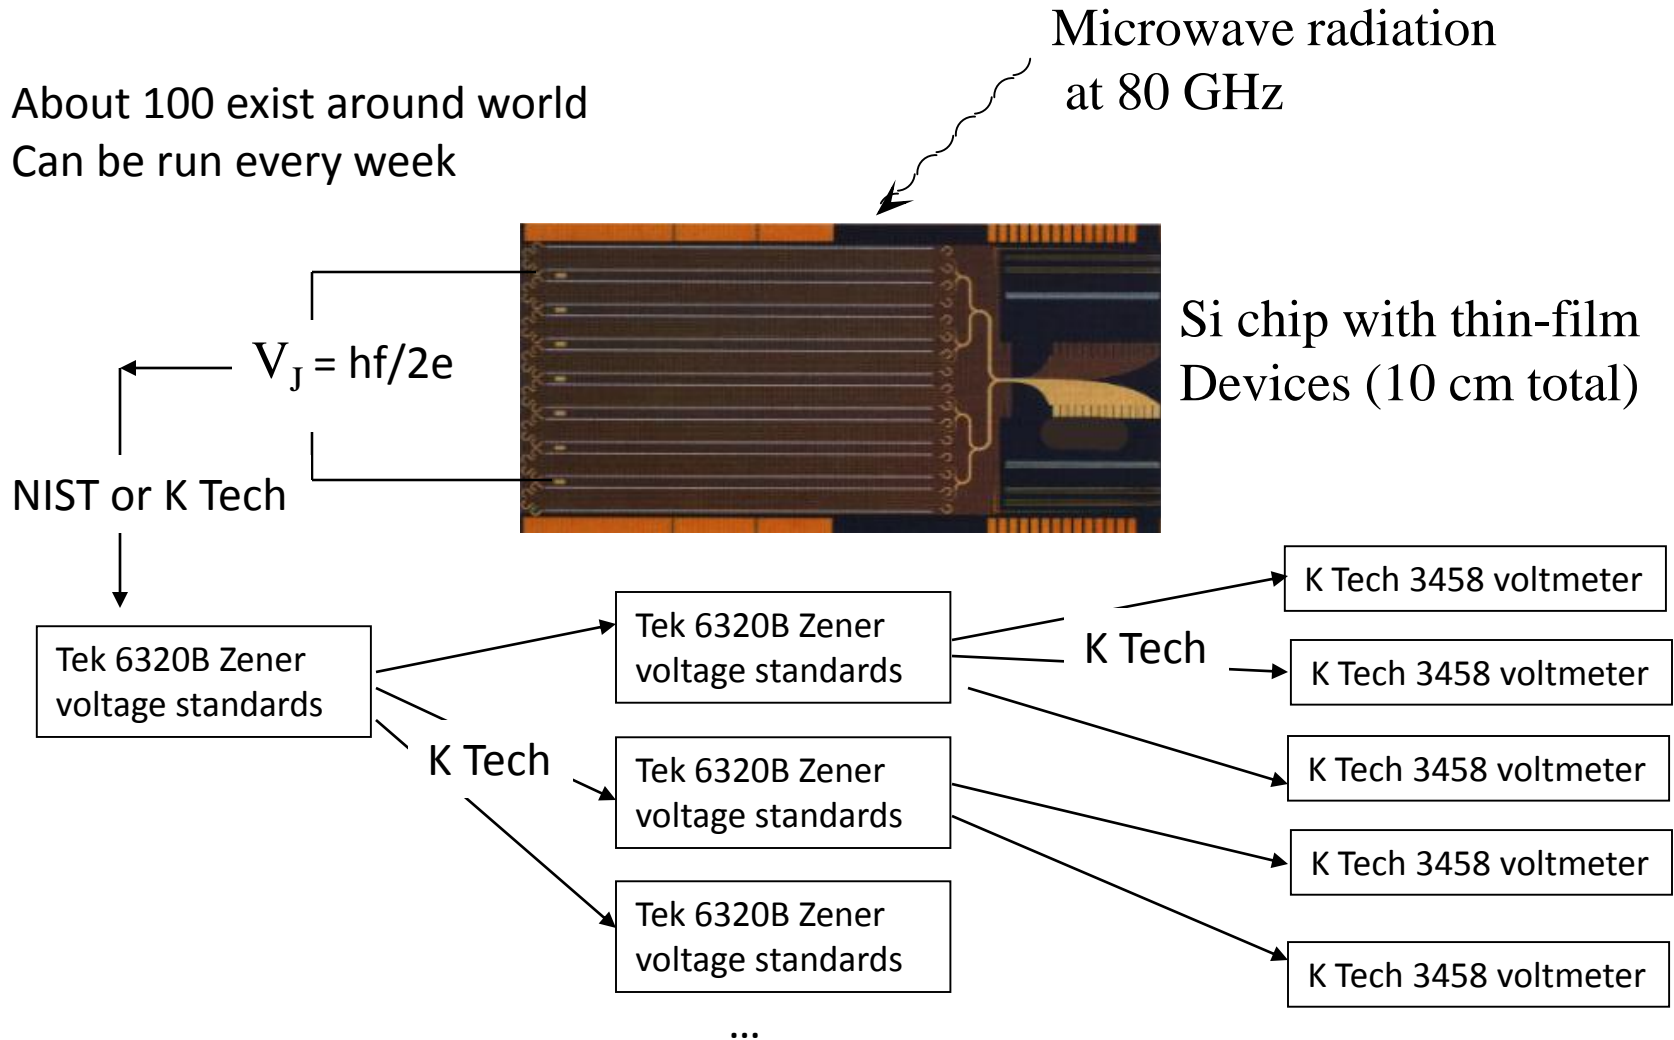 Microwave radiation
at 80 GHz
About 100 exist around world
Can be run every week
Si chip with thin-film
Devices (10 cm total)
V_J = hf/2e
NIST or K Tech
Tek 6320B Zener
voltage standards
K Tech
Tek 6320B Zener
voltage standards
Tek 6320B Zener
voltage standards
Tek 6320B Zener
voltage standards
...
K Tech
K Tech 3458 voltmeter
K Tech 3458 voltmeter
K Tech 3458 voltmeter
K Tech 3458 voltmeter
K Tech 3458 voltmeter